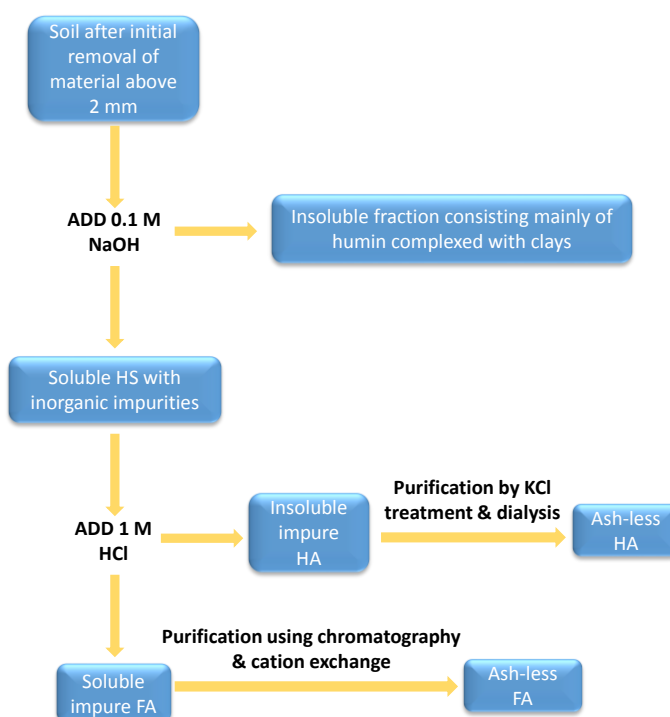 Soil after initial
removal of
material above
2 mm
ADD 0.1 M
NaOH
Insoluble fraction consisting mainly of
humin complexed with clays
Soluble HS with
inorganic impurities
ADD 1 M
HCl
Insoluble
impure
HA
Purification by KCl
treatment & dialysis
Ash-less
HA
Purification using chromatography
& cation exchange
Soluble
impure FA
Ash-less
FA